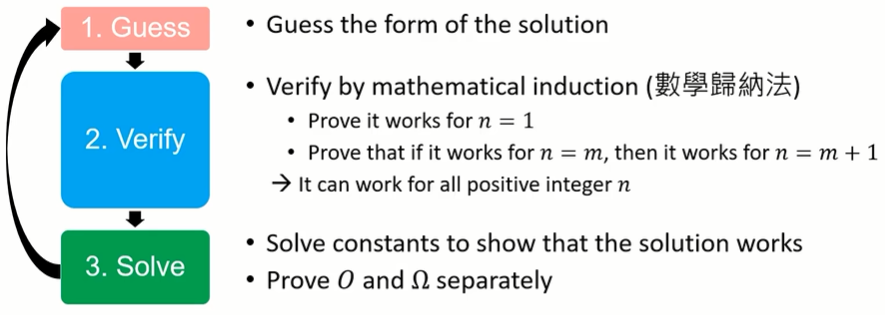 1. Guess
• Guess the form of the solution
2. Verify
• Verify by mathematical induction (數學歸納法)
• Prove it works for n = 1
• Prove that if it works for n = m, then it works for n = m + 1
→ It can work for all positive integer n
3. Solve
• Solve constants to show that the solution works
• Prove O and Ω separately